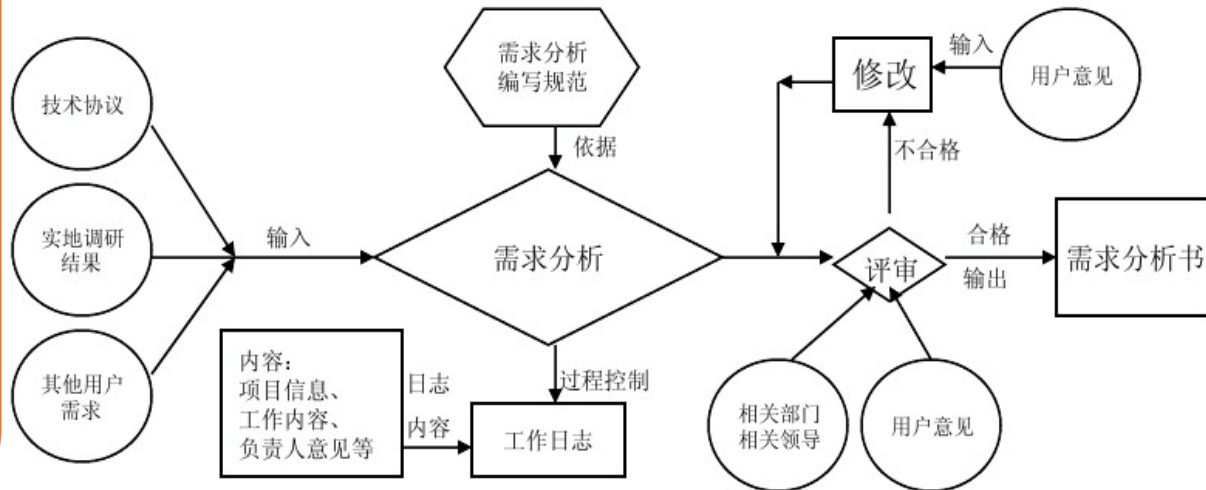 技术协议
实地调研
结果
其他用户
需求
输入
需求分析
编写规范
依据
需求分析
过程控制
内容：
项目信息、
工作内容、
负责人意见等
日志
内容
工作日志
修改
输入
用户意见
不合格
评审
合格
输出
需求分析书
相关部门
相关领导
用户意见